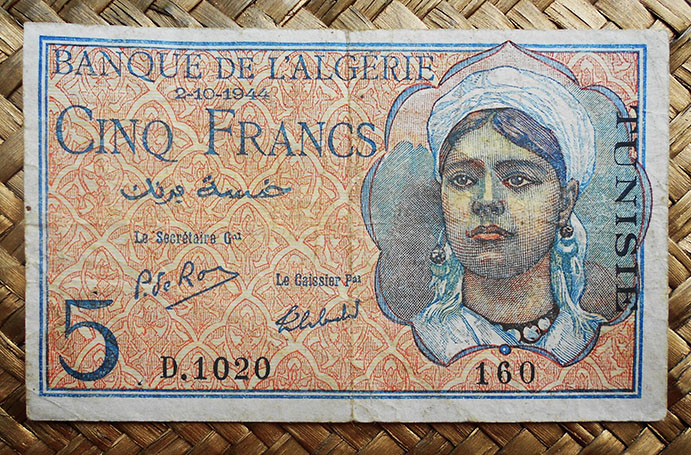 BANQUE DE L'ALGÉRIE
2-10-1944
CINQ FRANCS
خمسة فرنك
Le Secrétaire Gal
Le Caissier Pal
5
D.1020
160
TUNISIE